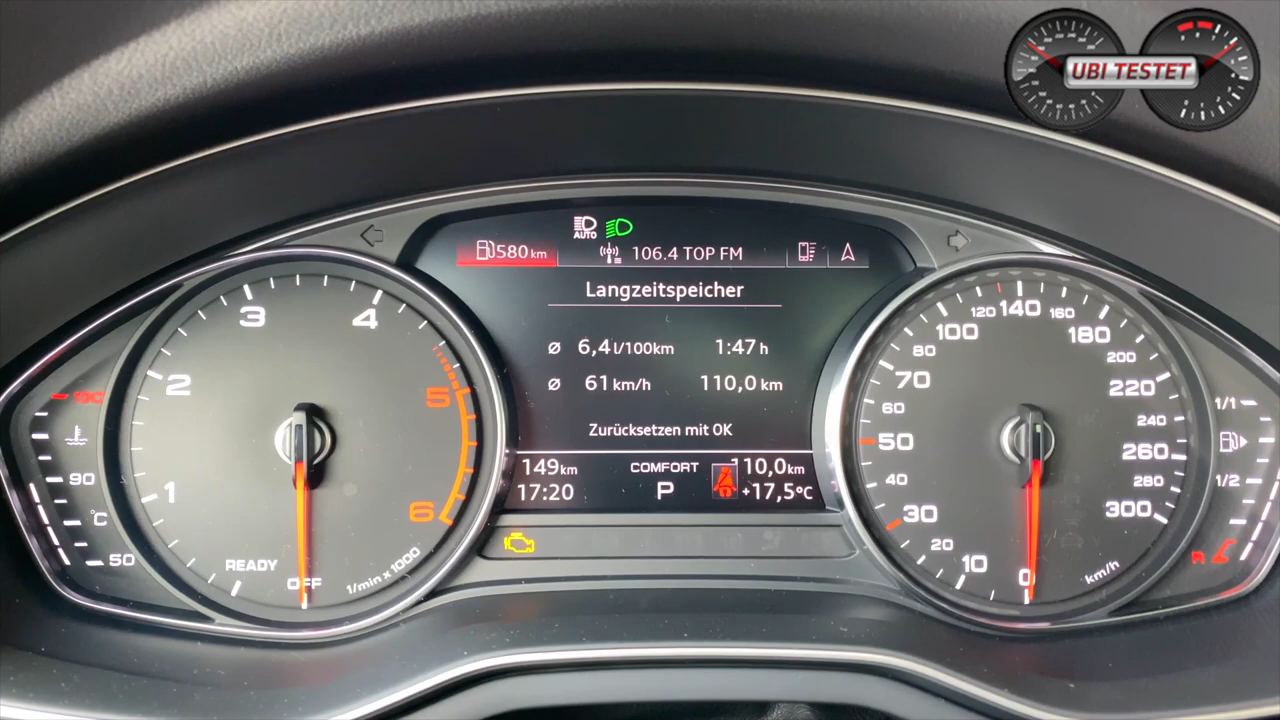 UBI TESTET
AUTO
580 km
106.4 TOP FM
Langzeitspeicher
ø 6,4 l/100km 1:47 h
ø 61 km/h 110,0 km
Zurücksetzen mit OK
149 km
COMFORT
110,0 km
17:20
P
+17,5°C
130
90
°C
50
READY
OFF
1
2
3
4
5
6
1/min x 1000
0
10
20
30
40
50
60
70
80
100
120
140
160
180
200
220
240
260
280
300
km/h
1/1
1/2
R